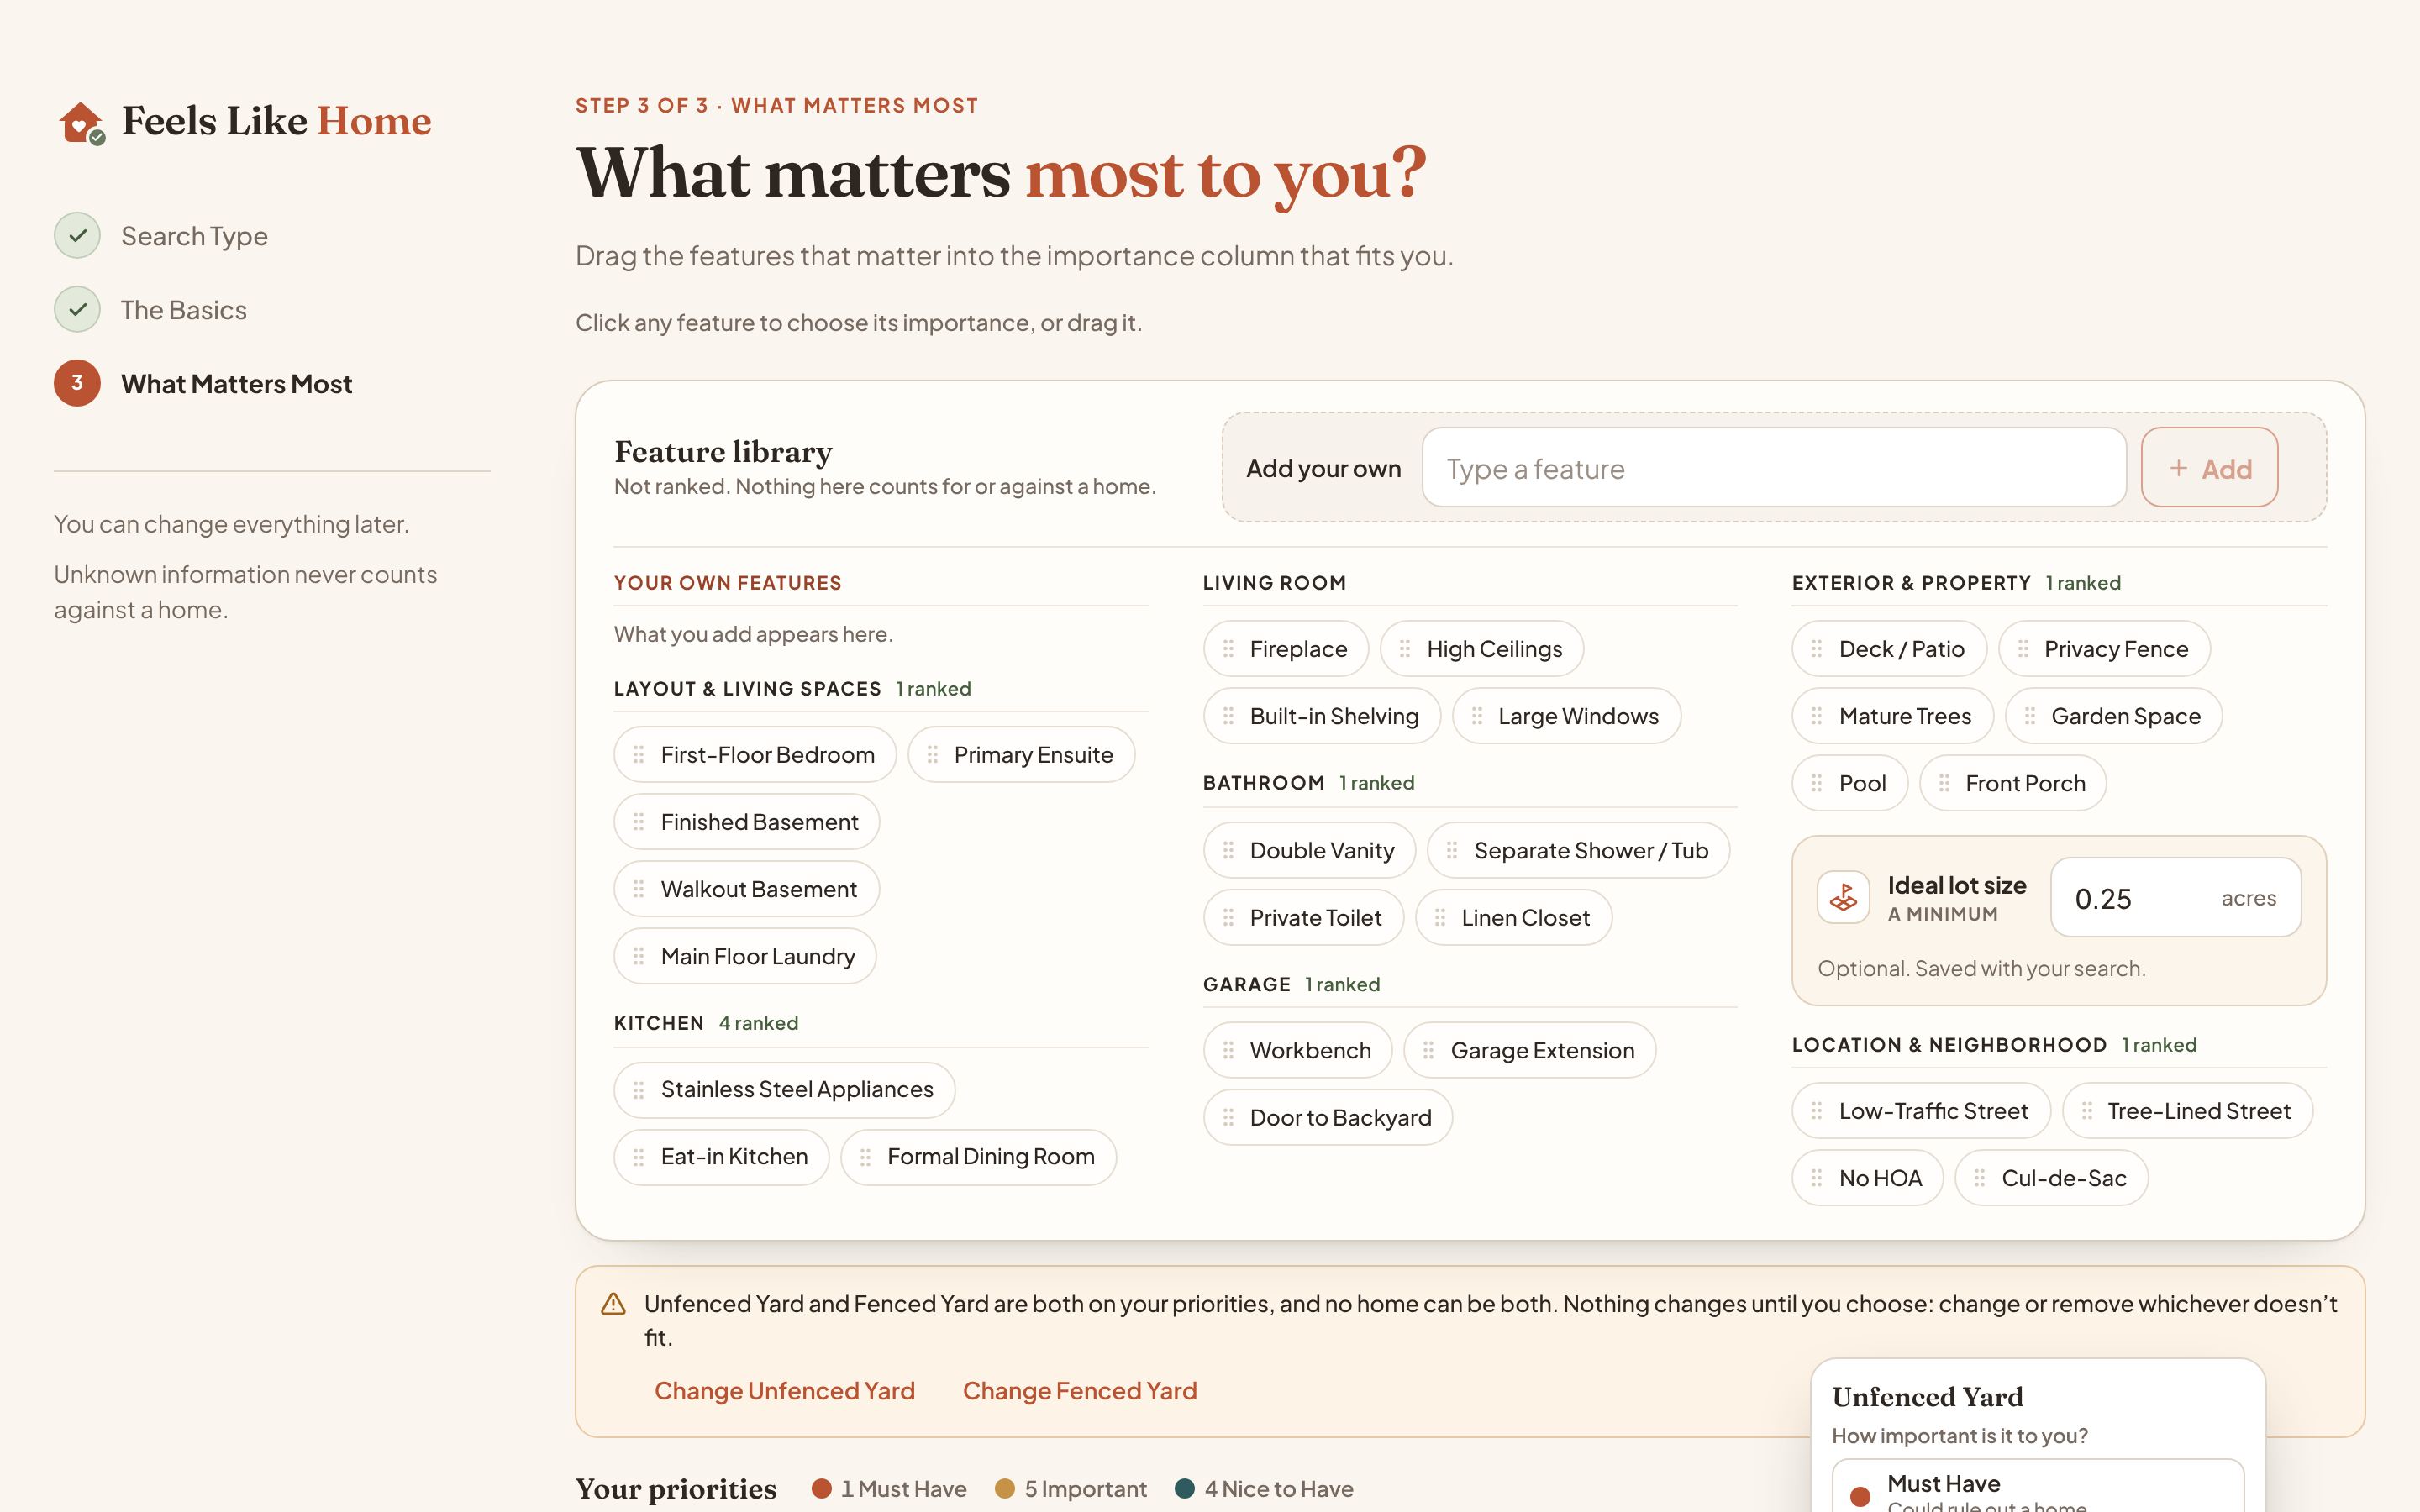 Feels Like Home
Search Type
The Basics
3 What Matters Most
You can change everything later.
Unknown information never counts
against a home.
STEP 3 OF 3 · WHAT MATTERS MOST
What matters most to you?
Drag the features that matter into the importance column that fits you.
Click any feature to choose its importance, or drag it.
Feature library
Not ranked. Nothing here counts for or against a home.
Add your own
Type a feature
+ Add
YOUR OWN FEATURES
What you add appears here.
LAYOUT & LIVING SPACES 1 ranked
First-Floor Bedroom
Primary Ensuite
Finished Basement
Walkout Basement
Main Floor Laundry
KITCHEN 4 ranked
Stainless Steel Appliances
Eat-in Kitchen
Formal Dining Room
LIVING ROOM
Fireplace
High Ceilings
Built-in Shelving
Large Windows
BATHROOM 1 ranked
Double Vanity
Separate Shower / Tub
Private Toilet
Linen Closet
GARAGE 1 ranked
Workbench
Garage Extension
Door to Backyard
EXTERIOR & PROPERTY 1 ranked
Deck / Patio
Privacy Fence
Mature Trees
Garden Space
Pool
Front Porch
Ideal lot size
A MINIMUM
0.25 acres
Optional. Saved with your search.
LOCATION & NEIGHBORHOOD 1 ranked
Low-Traffic Street
Tree-Lined Street
No HOA
Cul-de-Sac
Unfenced Yard and Fenced Yard are both on your priorities, and no home can be both. Nothing changes until you choose: change or remove whichever doesn’t
fit.
Change Unfenced Yard
Change Fenced Yard
Your priorities
1 Must Have
5 Important
4 Nice to Have
Unfenced Yard
How important is it to you?
Must Have
Could rule out a home